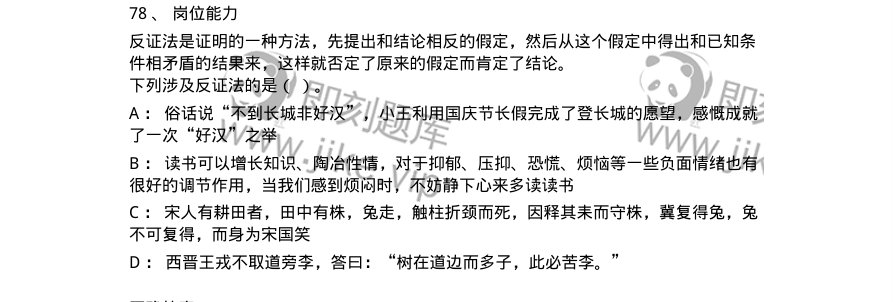 78 、 岗位能力
反证法是证明的一种方法，先提出和结论相反的假定，然后从这个假定中得出和已知条
件相矛盾的结果来，这样就否定了原来的假定而肯定了结论。
下列涉及反证法的是（ ）。
A ： 俗话说“不到长城非好汉”，小王利用国庆节长假完成了登长城的愿望，感慨成就
了一次“好汉”之举
B ： 读书可以增长知识、陶冶性情，对于抑郁、压抑、恐慌、烦恼等一些负面情绪也有
很好的调节作用，当我们感到烦闷时，不妨静下心来多读读书
C ： 宋人有耕田者，田中有株，兔走，触柱折颈而死，因释其耒而守株，冀复得兔，兔
不可复得，而身为宋国笑
D ： 西晋王戎不取道旁李，答曰：“树在道边而多子，此必苦李。”
即刻题库
www.jike.vip
即刻
www.